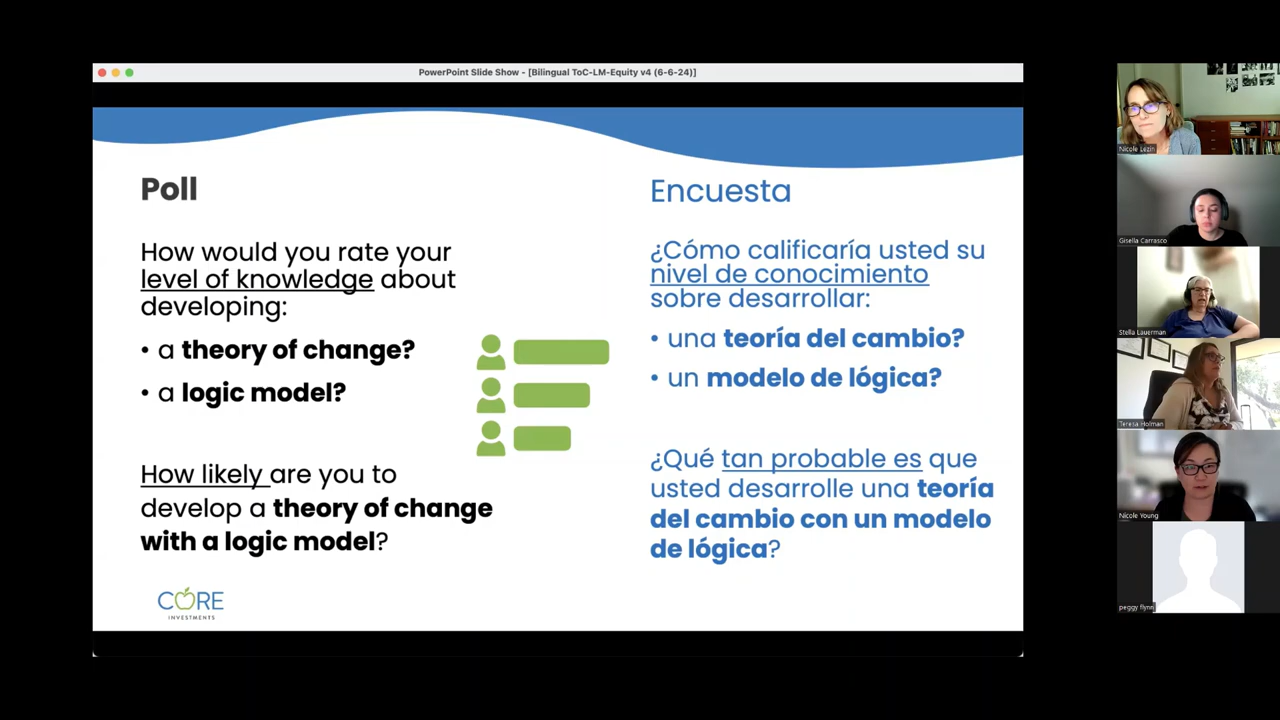 PowerPoint Slide Show - [Bilingual ToC-LM-Equity v4 (6-6-24)]
Poll
How would you rate your
level of knowledge about
developing:
• a theory of change?
• a logic model?
How likely are you to
develop a theory of change
with a logic model?
CORE
INVESTMENTS
Encuesta
¿Cómo calificaría usted su
nivel de conocimiento
sobre desarrollar:
• una teoría del cambio?
• un modelo de lógica?
¿Qué tan probable es que
usted desarrolle una teoría
del cambio con un modelo
de lógica?
Nicole Lezin
Gisella Carrasco
Stella Lauerman
Teresa Holman
Nicole Young
peggy flynn